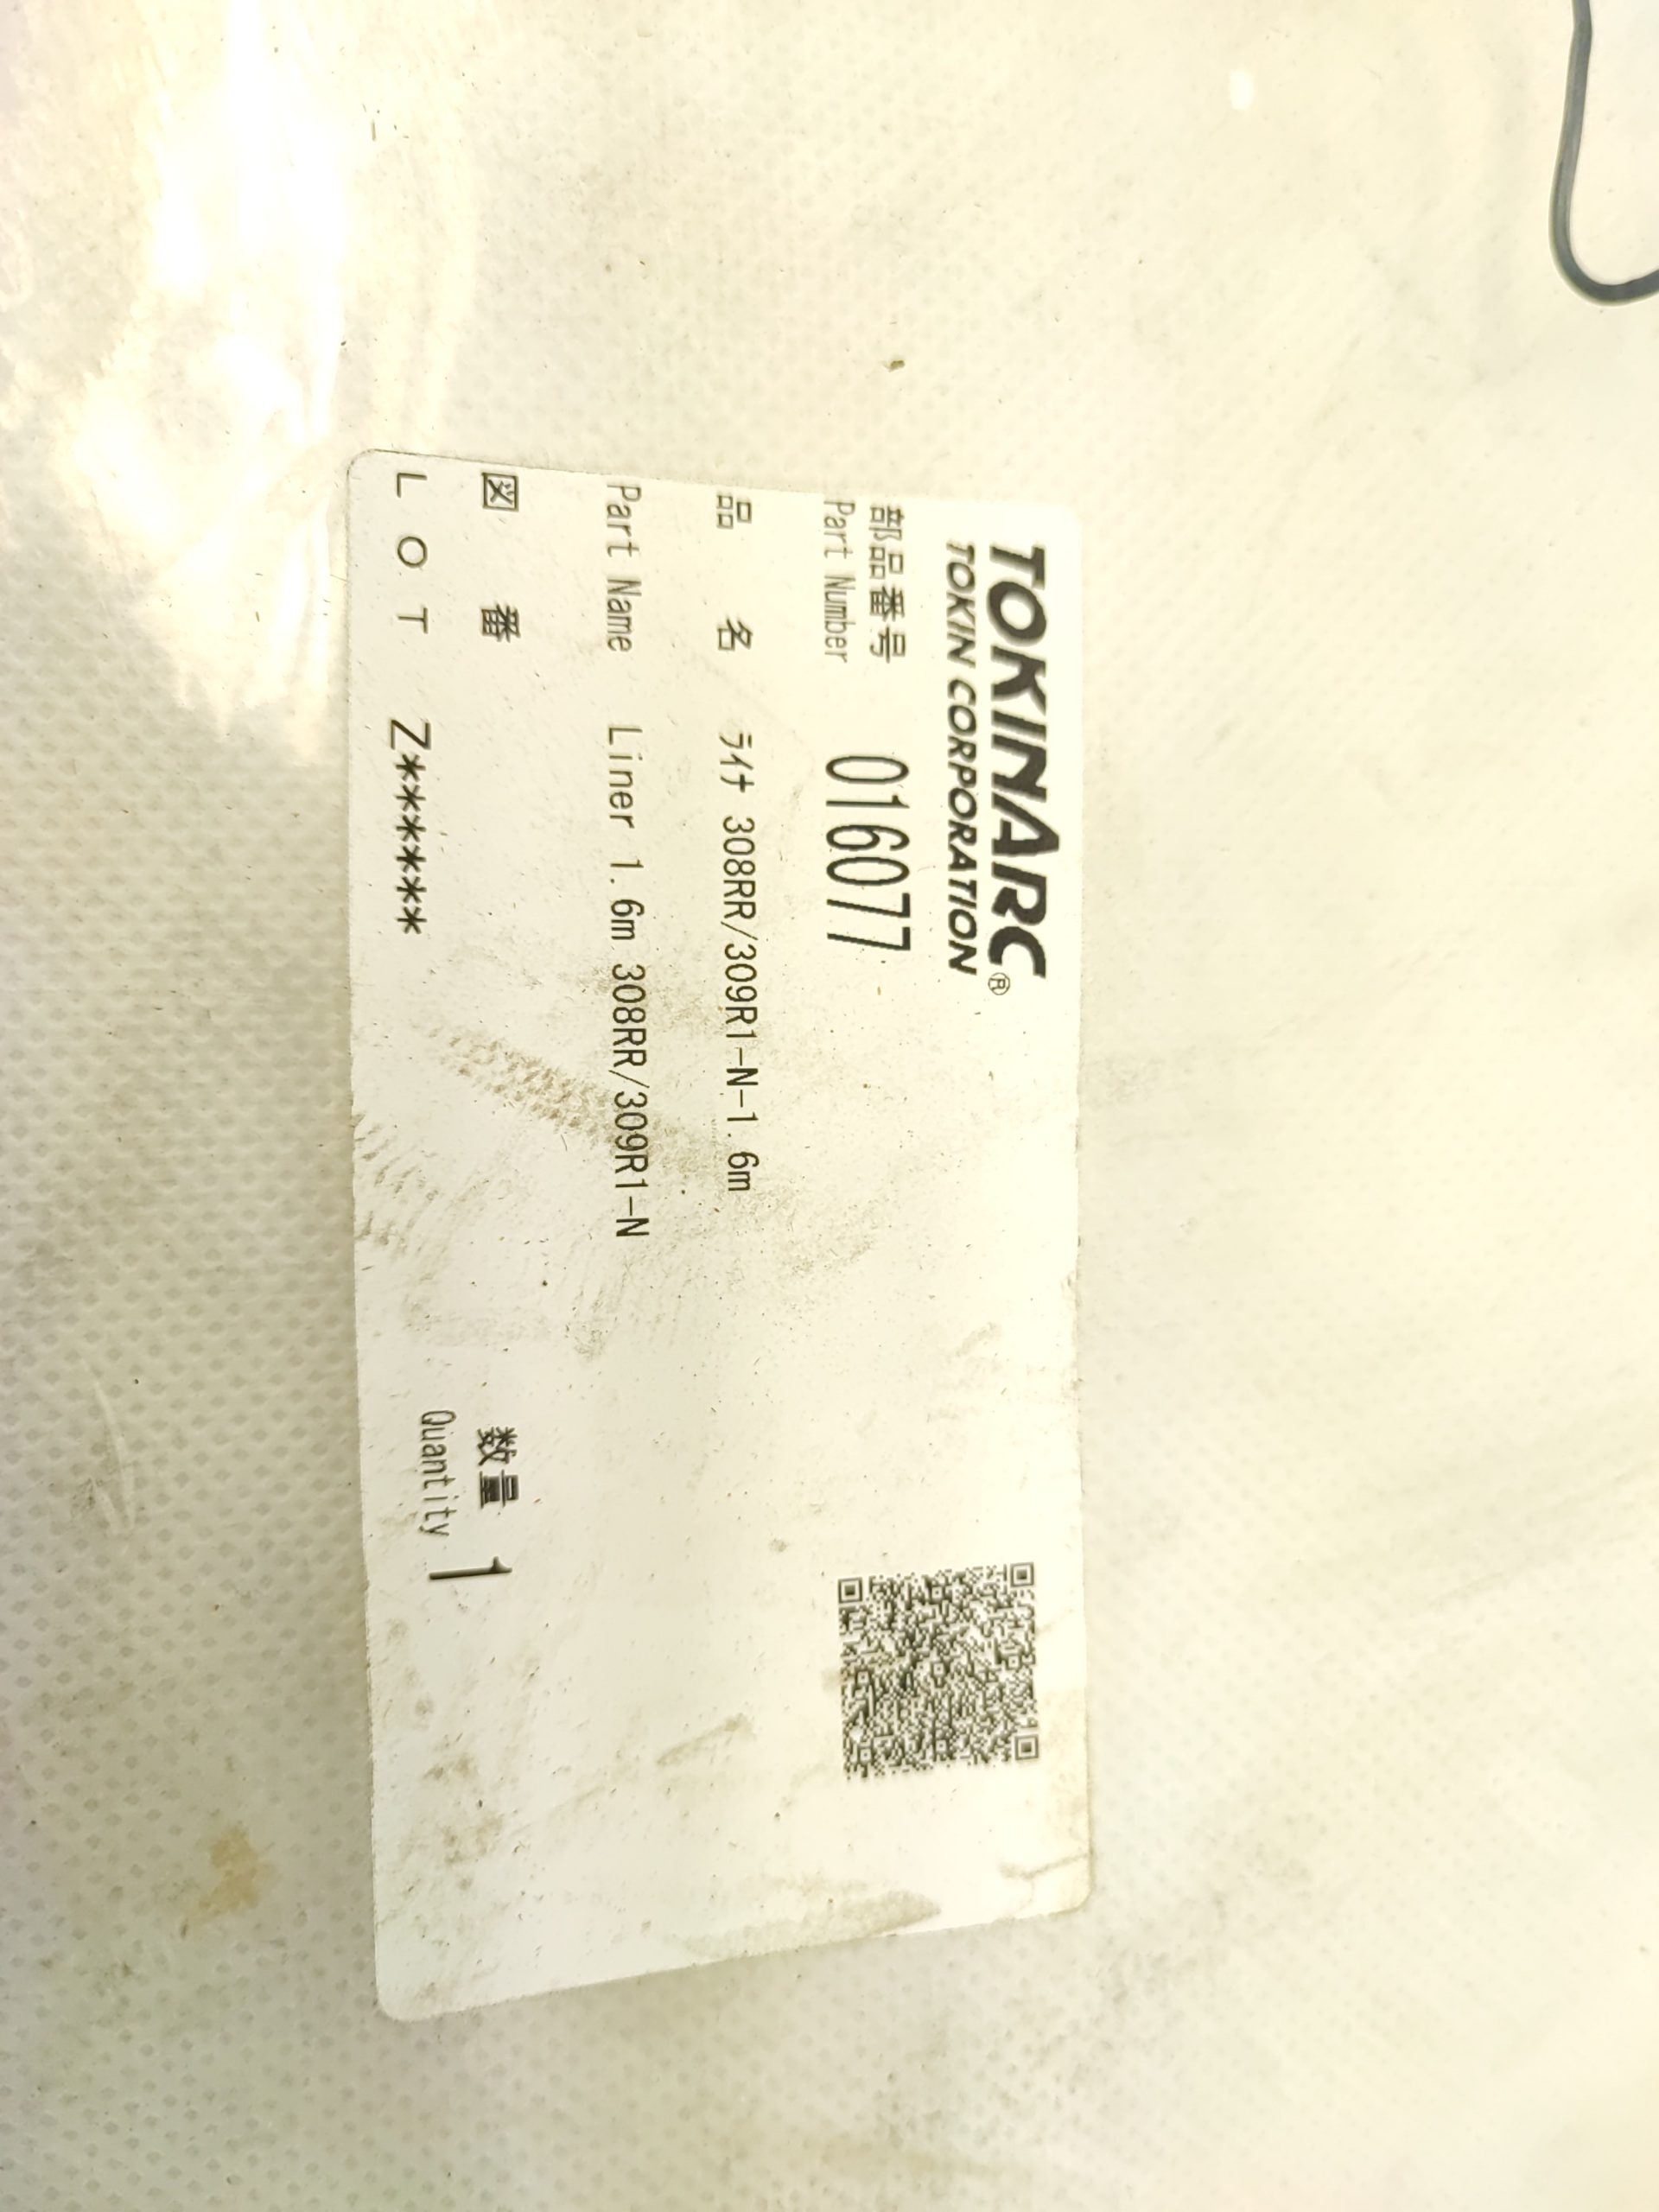 TOKINARC®
TOKIN CORPORATION
部品番号
Part Number 016077
品 名 ライナ 308RR/309R1-N-1.6m
Part Name Liner 1.6m 308RR/309R1-N
図 番
LOT Z******
数量
Quantity 1